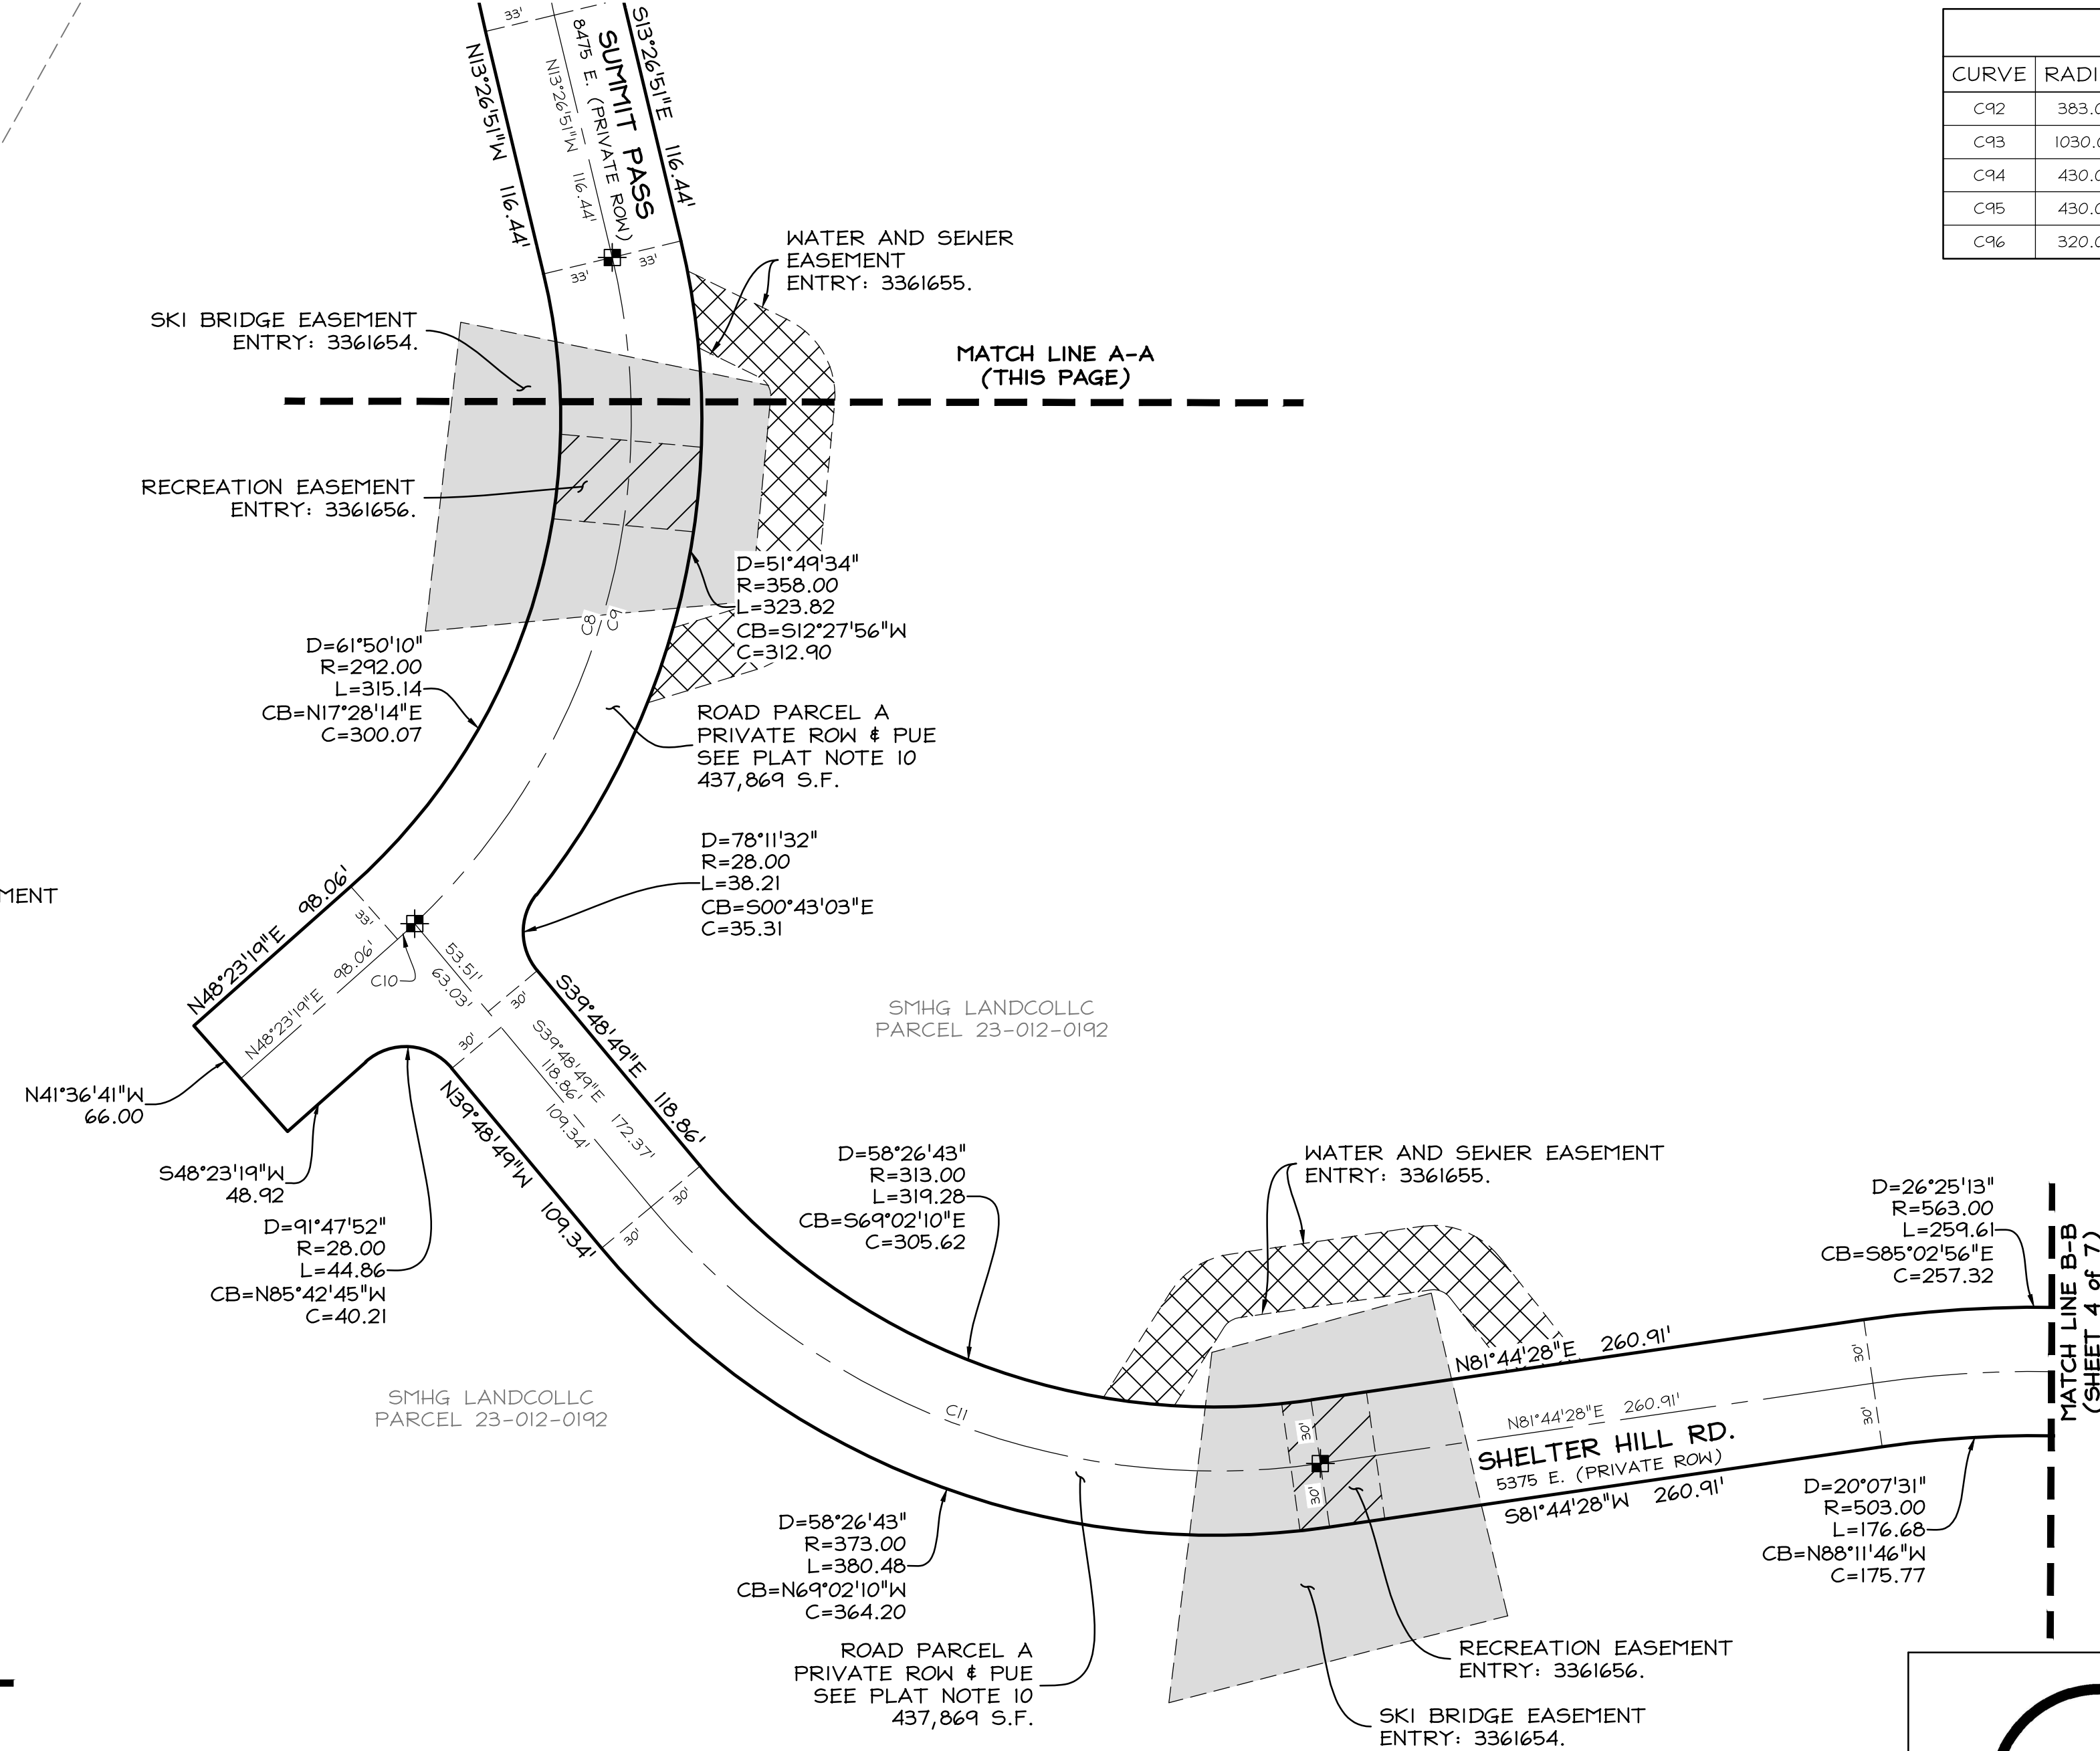 33'
N13°26'51"W 116.44'
N13°26'51"W 116.44'
8475 E. (PRIVATE ROW)
SUMMIT PASS
S13°26'51"E 116.44'
33'
33'
CURVE
C92 383.0
C93 1030.
C94 430.0
C95 430.0
C96 320.0
WATER AND SEWER
EASEMENT
ENTRY: 3361655.
SKI BRIDGE EASEMENT
ENTRY: 3361654.
MATCH LINE A-A
(THIS PAGE)
RECREATION EASEMENT
ENTRY: 3361656.
D=51°49'34"
R=358.00
L=323.82
CB=S12°27'56"W
C=312.90
C8
C9
D=61°50'10"
R=292.00
L=315.14
CB=N17°28'14"E
C=300.07
ROAD PARCEL A
PRIVATE ROW & PUE
SEE PLAT NOTE 10
437,869 S.F.
D=78°11'32"
R=28.00
L=38.21
CB=S00°43'03"E
C=35.31
N48°23'19"E 98.06'
33'
N48°23'19"E 98.06'
C10
53.51'
63.03'
30'
30'
SMHG LANDCOLLC
PARCEL 23-012-0192
S39°48'49"E 118.86'
S39°48'49"E 172.37'
118.86'
109.34'
N39°48'49"W 109.34'
30'
30'
N41°36'41"W
66.00
S48°23'19"W
48.92
D=91°47'52"
R=28.00
L=44.86
CB=N85°42'45"W
C=40.21
D=58°26'43"
R=313.00
L=319.28
CB=S69°02'10"E
C=305.62
WATER AND SEWER EASEMENT
ENTRY: 3361655.
D=26°25'13"
R=563.00
L=259.61
CB=S85°02'56"E
C=257.32
MATCH LINE B-B
(SHEET 4 of 7)
SMHG LANDCOLLC
PARCEL 23-012-0192
C11
N81°44'28"E 260.91'
30'
30'
N81°44'28"E 260.91'
SHELTER HILL RD.
5375 E. (PRIVATE ROW)
S81°44'28"W 260.91'
30'
30'
D=20°07'31"
R=503.00
L=176.68
CB=N88°11'46"W
C=175.77
D=58°26'43"
R=373.00
L=380.48
CB=N69°02'10"W
C=364.20
ROAD PARCEL A
PRIVATE ROW & PUE
SEE PLAT NOTE 10
437,869 S.F.
RECREATION EASEMENT
ENTRY: 3361656.
SKI BRIDGE EASEMENT
ENTRY: 3361654.